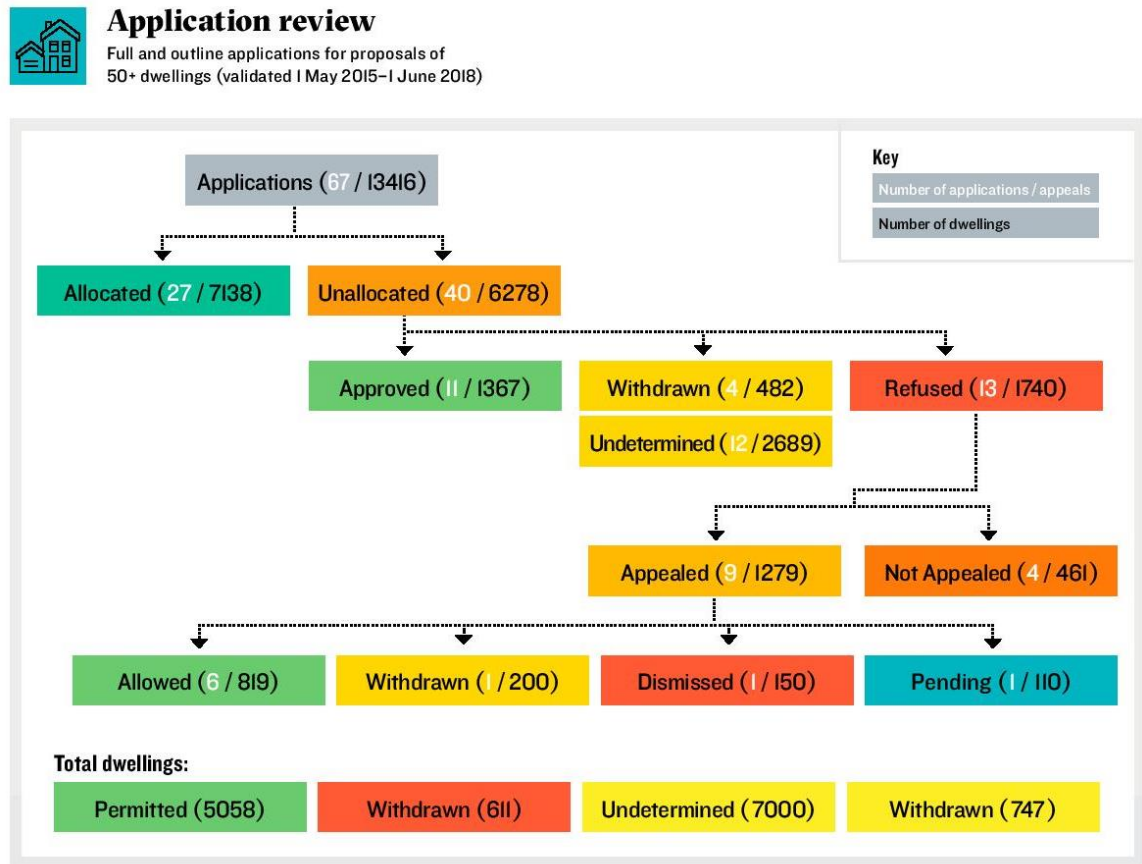 Application review
Full and outline applications for proposals of
50+ dwellings (validated 1 May 2015–1 June 2018)
Key
Number of applications / appeals
Number of dwellings
Applications (67 / 13416)
Allocated (27 / 7138)
Unallocated (40 / 6278)
Approved (11 / 1367)
Withdrawn (4 / 482)
Refused (13 / 1740)
Undetermined (12 / 2689)
Appealed (9 / 1279)
Not Appealed (4 / 461)
Allowed (6 / 819)
Withdrawn (1 / 200)
Dismissed (1 / 150)
Pending (1 / 110)
Total dwellings:
Permitted (5058)
Withdrawn (611)
Undetermined (7000)
Withdrawn (747)